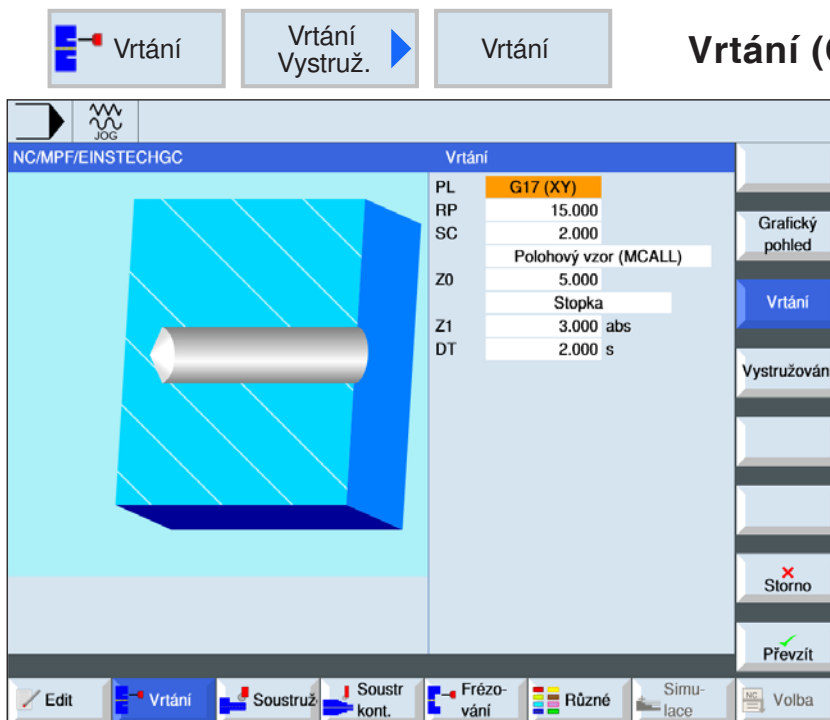 Vrtání
Vrtání
Vystruž.
Vrtání
Vrtání (
JOG
NC/MPF/EINSTECHGC
Vrtání
PL G17 (XY)
RP 15.000
SC 2.000
Polohový vzor (MCALL)
Z0 5.000
Stopka
Z1 3.000 abs
DT 2.000 s
Grafický
pohled
Vrtání
Vystružován
Storno
Převzít
Edit
Vrtání
Soustruž
Soustr
kont.
Frézo-
vání
Různé
Simu-
lace
NC
Volba